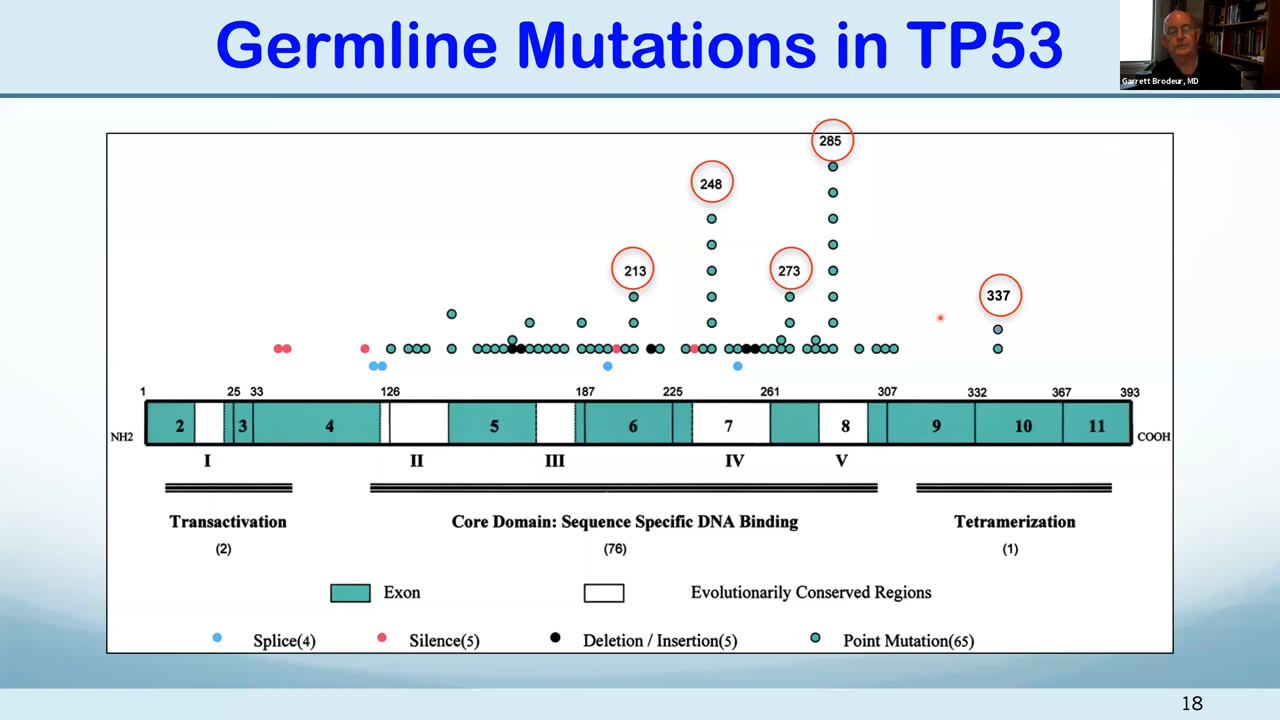 Germline Mutations in TP53
Garrett Brodeur, MD
285
248
213
273
337
1 25 33 126 187 225 261 307 332 367 393
NH2 2 3 4 5 6 7 8 9 10 11 COOH
I II III IV V
Transactivation Core Domain: Sequence Specific DNA Binding Tetramerization
(2) (76) (1)
Exon Evolutionarily Conserved Regions
Splice(4) Silence(5) Deletion / Insertion(5) Point Mutation(65)
18